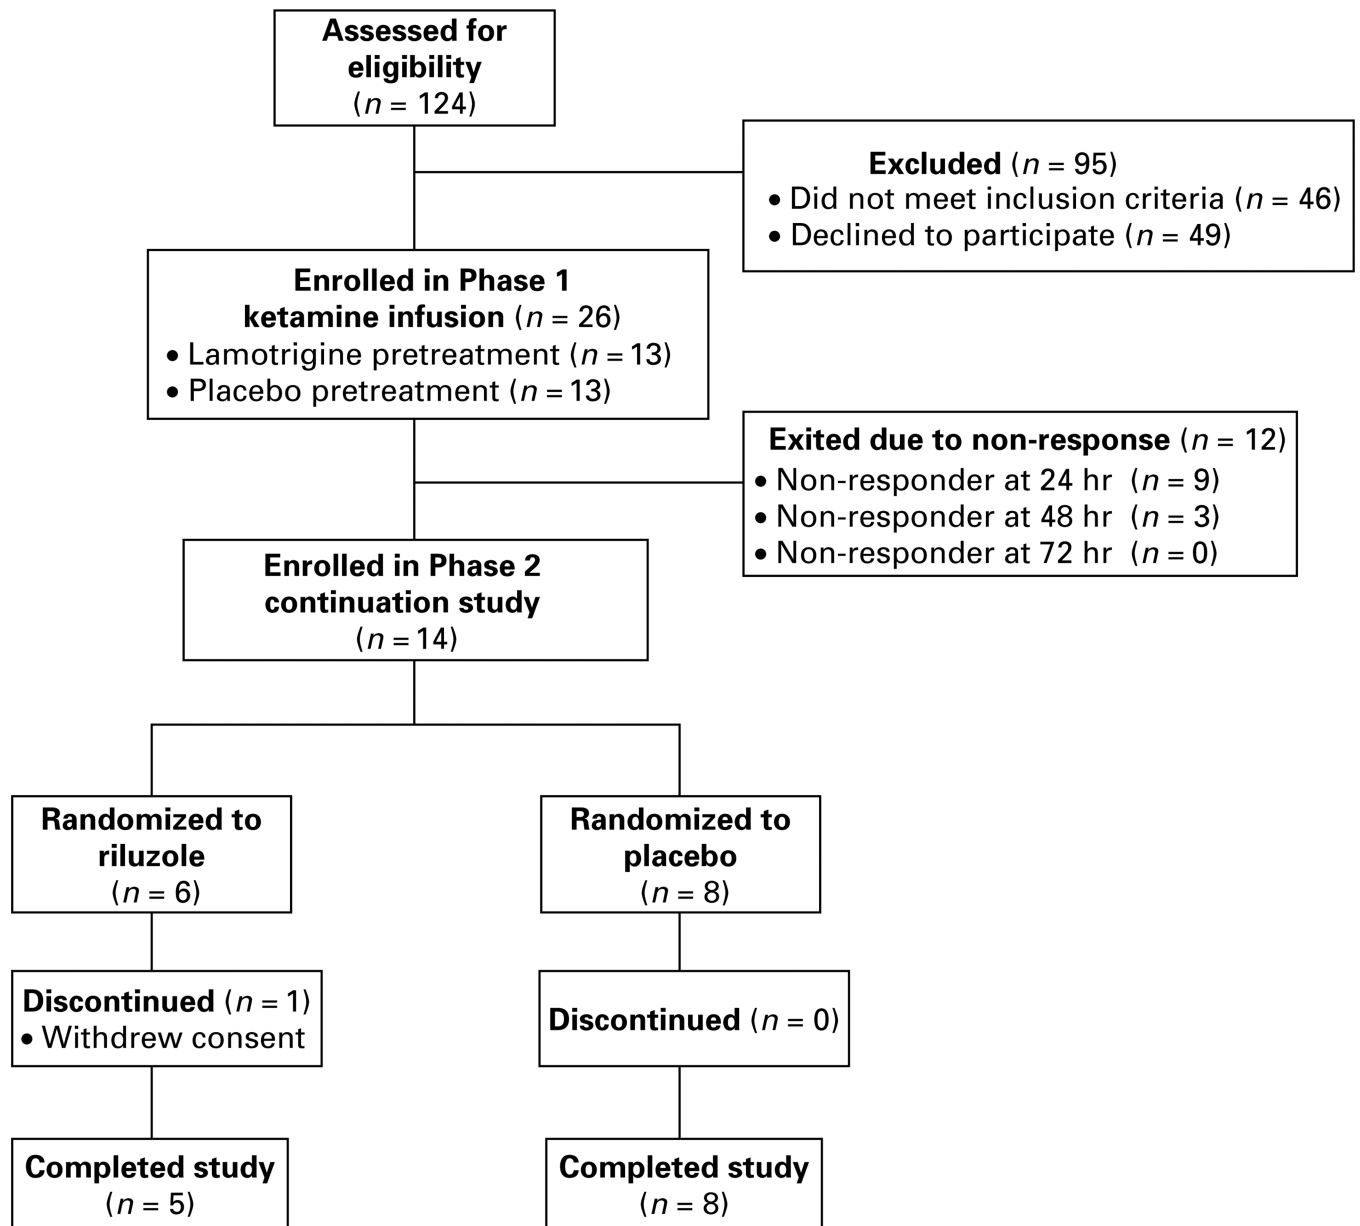 Assessed for
eligibility
(n = 124)
Excluded (n = 95)
• Did not meet inclusion criteria (n = 46)
• Declined to participate (n = 49)
Enrolled in Phase 1
ketamine infusion (n = 26)
• Lamotrigine pretreatment (n = 13)
• Placebo pretreatment (n = 13)
Exited due to non-response (n = 12)
• Non-responder at 24 hr (n = 9)
• Non-responder at 48 hr (n = 3)
• Non-responder at 72 hr (n = 0)
Enrolled in Phase 2
continuation study
(n = 14)
Randomized to
riluzole
(n = 6)
Randomized to
placebo
(n = 8)
Discontinued (n = 1)
• Withdrew consent
Discontinued (n = 0)
Completed study
(n = 5)
Completed study
(n = 8)